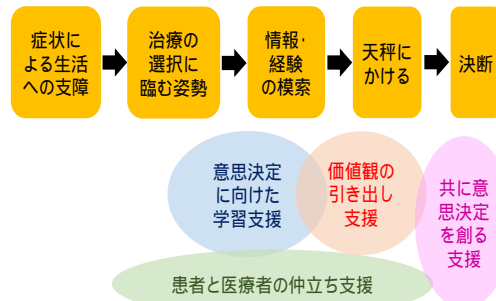 症状に
よる生活
への支障
治療の
選択に
臨む姿勢
情報・
経験
の模索
天秤に
かける
決断
意思決定
に向けた
学習支援
価値観の
引き出し
支援
共に意
思決定
を創る
支援
患者と医療者の仲立ち支援